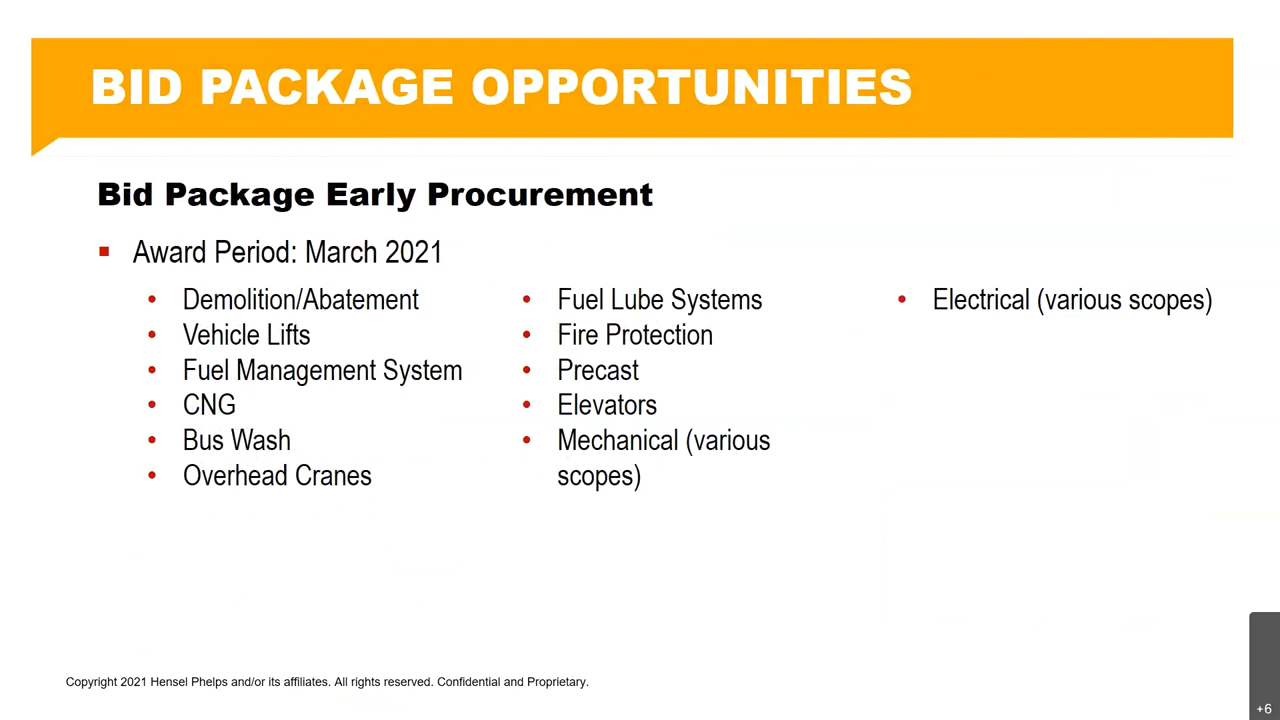 BID PACKAGE OPPORTUNITIES
Bid Package Early Procurement
Award Period: March 2021
Demolition/Abatement
Vehicle Lifts
Fuel Management System
CNG
Bus Wash
Overhead Cranes
Fuel Lube Systems
Fire Protection
Precast
Elevators
Mechanical (various
scopes)
Electrical (various scopes)
Copyright 2021 Hensel Phelps and/or its affiliates. All rights reserved. Confidential and Proprietary.
+6